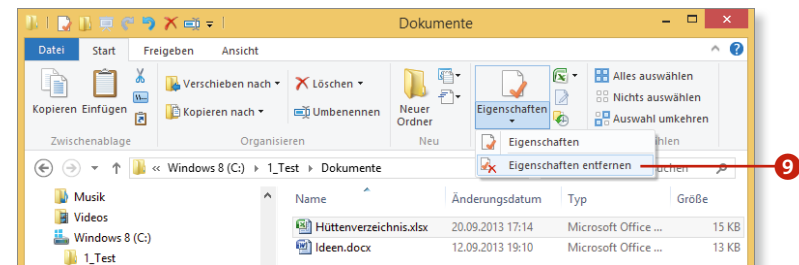 Dokumente
Datei Start Freigeben Ansicht
Kopieren Einfügen
Verschieben nach
Kopieren nach
Löschen
Umbenennen
Neuer
Ordner
Eigenschaften
Alles auswählen
Nichts auswählen
Auswahl umkehren
Zwischenablage Organisieren Neu hlen
Eigenschaften
Eigenschaften entfernen
9
« Windows 8 (C:) 1_Test Dokumente uchen
Musik
Videos
Windows 8 (C:)
1_Test
Name Änderungsdatum Typ Größe
Hüttenverzeichnis.xlsx 20.09.2013 17:14 Microsoft Office ... 15 KB
Ideen.docx 12.09.2013 19:10 Microsoft Office ... 13 KB